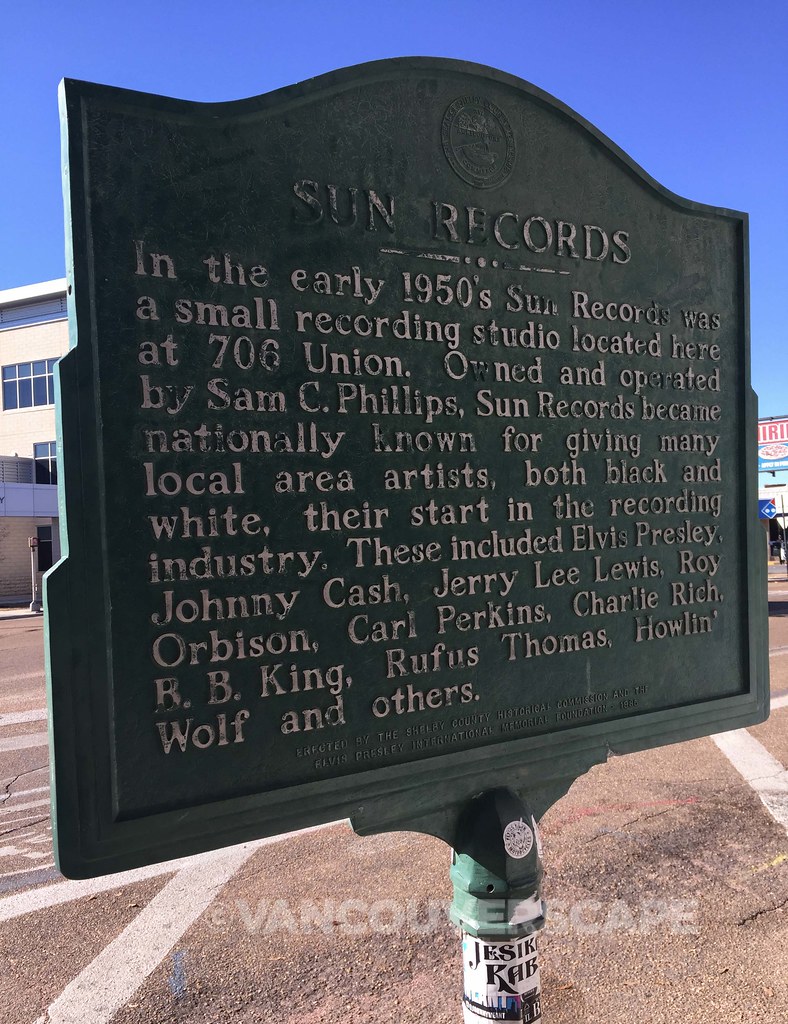 SUN RECORDS
In the early 1950's Sun Records was
a small recording studio located here
at 706 Union. Owned and operated
by Sam C. Phillips, Sun Records became
nationally known for giving many
local area artists, both black and
white, their start in the recording
industry. These included Elvis Presley,
Johnny Cash, Jerry Lee Lewis, Roy
Orbison, Carl Perkins, Charlie Rich,
B. B. King, Rufus Thomas, Howlin'
Wolf and others.
ERECTED BY THE SHELBY COUNTY HISTORICAL COMMISSION AND THE
ELVIS PRESLEY INTERNATIONAL MEMORIAL FOUNDATION.
© VANCOUVERSCAPE
JESIK
KAB